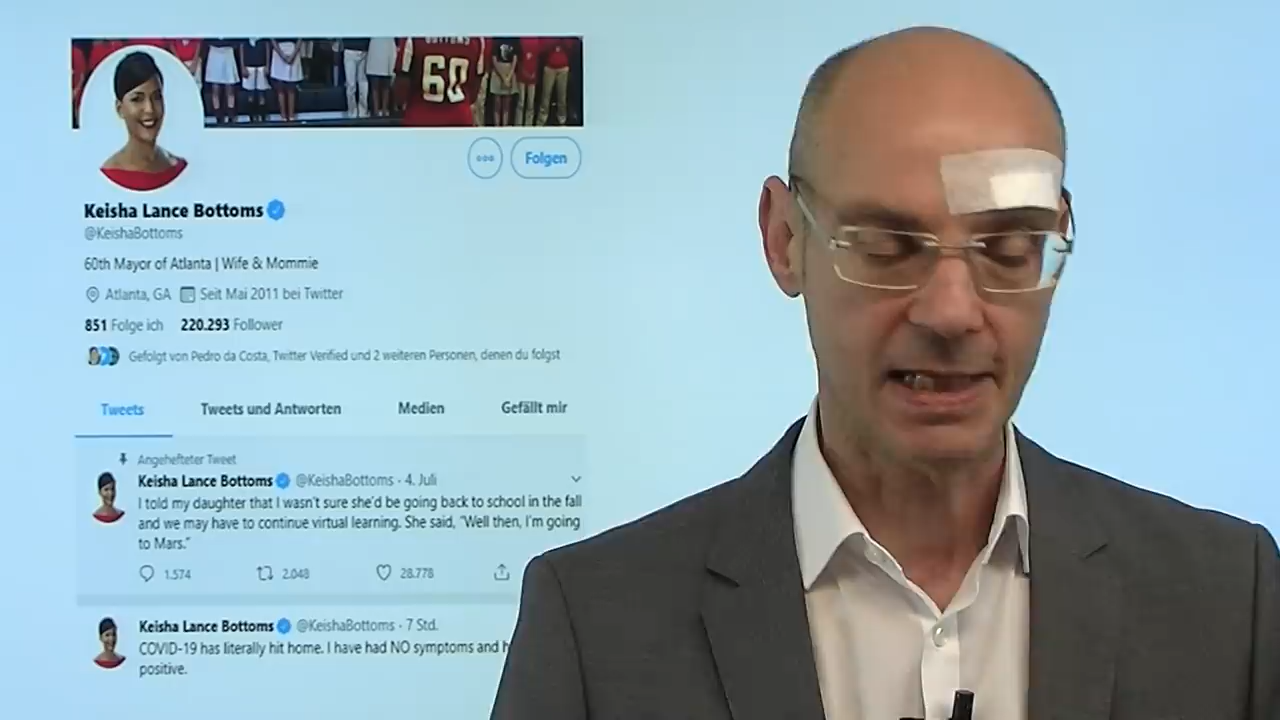 60
Folgen
Keisha Lance Bottoms
@KeishaBottoms
60th Mayor of Atlanta | Wife & Mommie
Atlanta, GA Seit Mai 2011 bei Twitter
851 Folge ich 220.293 Follower
Gefolgt von Pedro da Costa, Twitter Verified und 2 weiteren Personen, denen du folgst
Tweets Tweets und Antworten Medien Gefällt mir
Angehefteter Tweet
Keisha Lance Bottoms @KeishaBottoms · 4. Juli
I told my daughter that I wasn't sure she'd be going back to school in the fall
and we may have to continue virtual learning. She said, "Well then, I'm going
to Mars."
1.574 2.048 28.778
Keisha Lance Bottoms @KeishaBottoms · 7 Std.
COVID-19 has literally hit home. I have had NO symptoms and
positive.